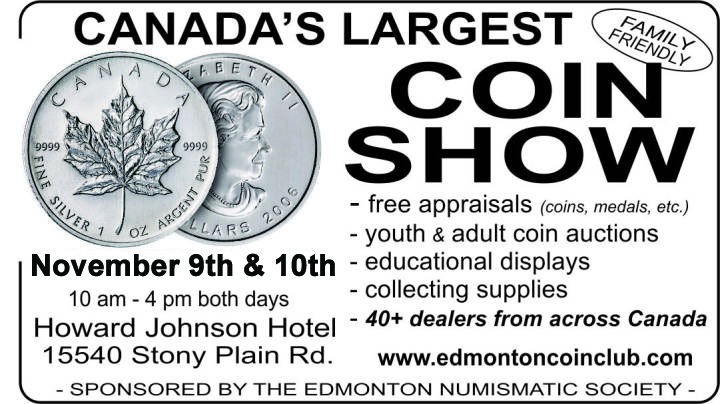 CANADA'S LARGEST
FAMILY
FRIENDLY
COIN
SHOW
CANADA
9999
9999
FINE SILVER 1 OZ ARGENT PUR
ZABETH II
LLARS 2006
- free appraisals (coins, medals, etc.)
- youth & adult coin auctions
- educational displays
- collecting supplies
- 40+ dealers from across Canada
www.edmontoncoinclub.com
November 9th & 10th
10 am - 4 pm both days
Howard Johnson Hotel
15540 Stony Plain Rd.
- SPONSORED BY THE EDMONTON NUMISMATIC SOCIETY -